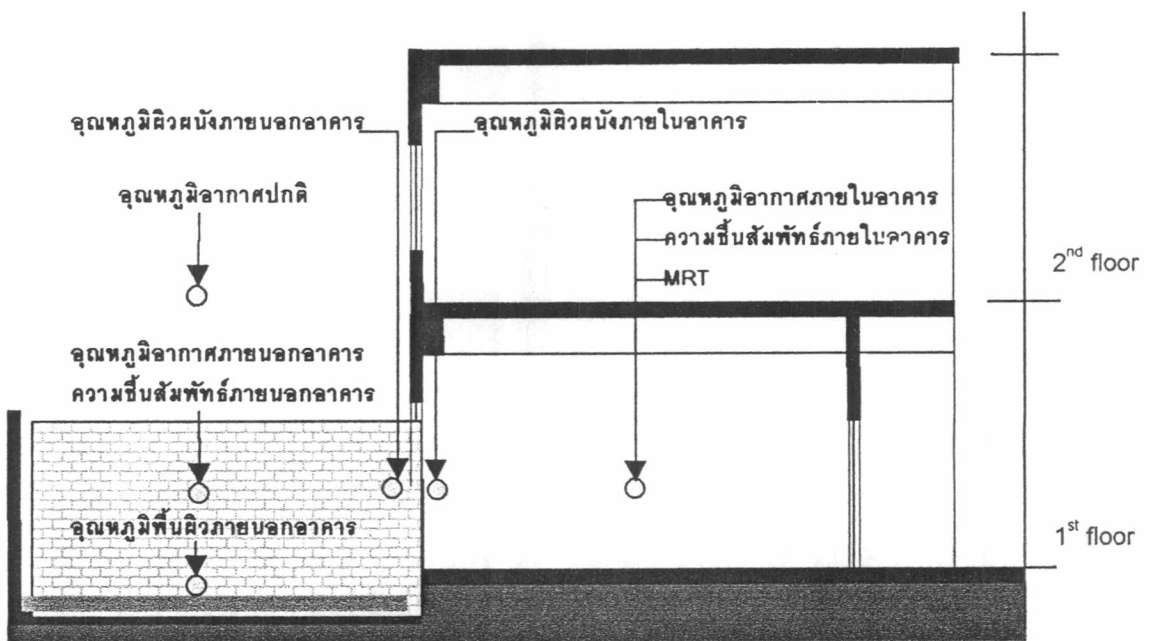 อุณหภูมิผิวผนังภายนอกอาคาร
อุณหภูมิผิวผนังภายในอาคาร
อุณหภูมิอากาศปกติ
อุณหภูมิอากาศภายในอาคาร
ความชื้นสัมพัทธ์ภายในอาคาร
MRT
2nd floor
อุณหภูมิอากาศภายนอกอาคาร
ความชื้นสัมพัทธ์ภายนอกอาคาร
อุณหภูมิพื้นผิวภายนอกอาคาร
1st floor